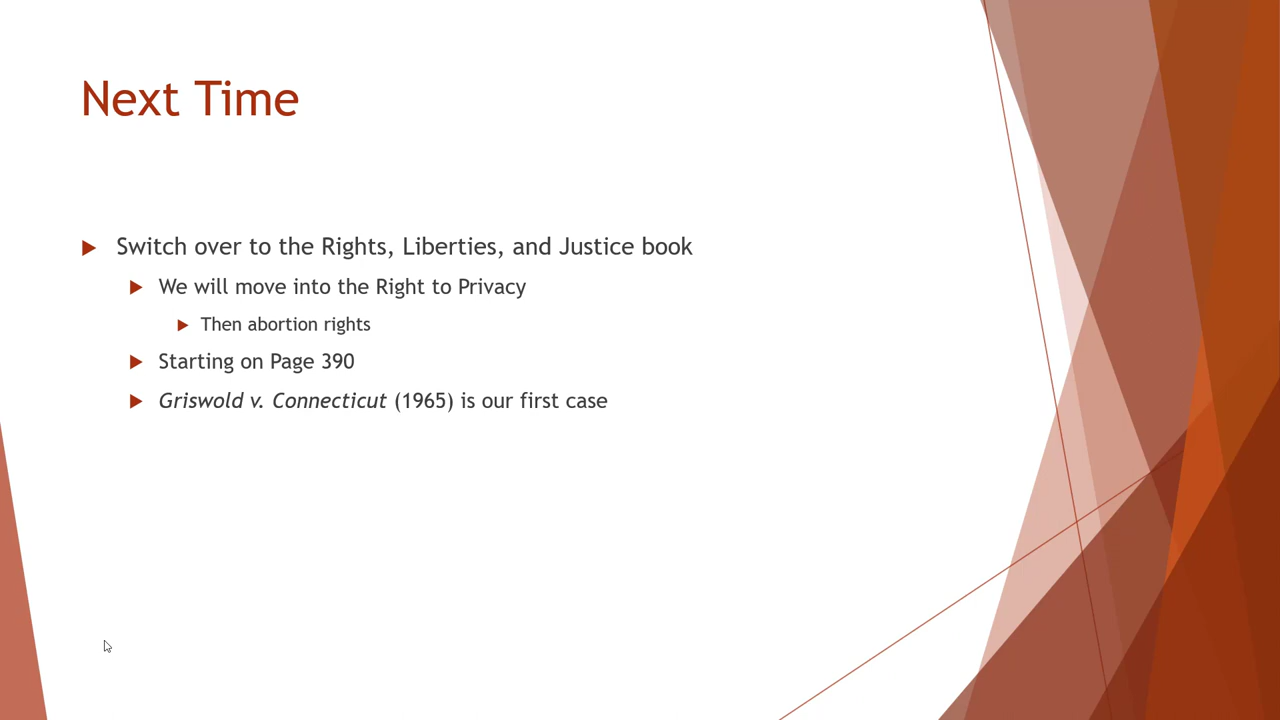 Next Time
Switch over to the Rights, Liberties, and Justice book
We will move into the Right to Privacy
Then abortion rights
Starting on Page 390
Griswold v. Connecticut (1965) is our first case